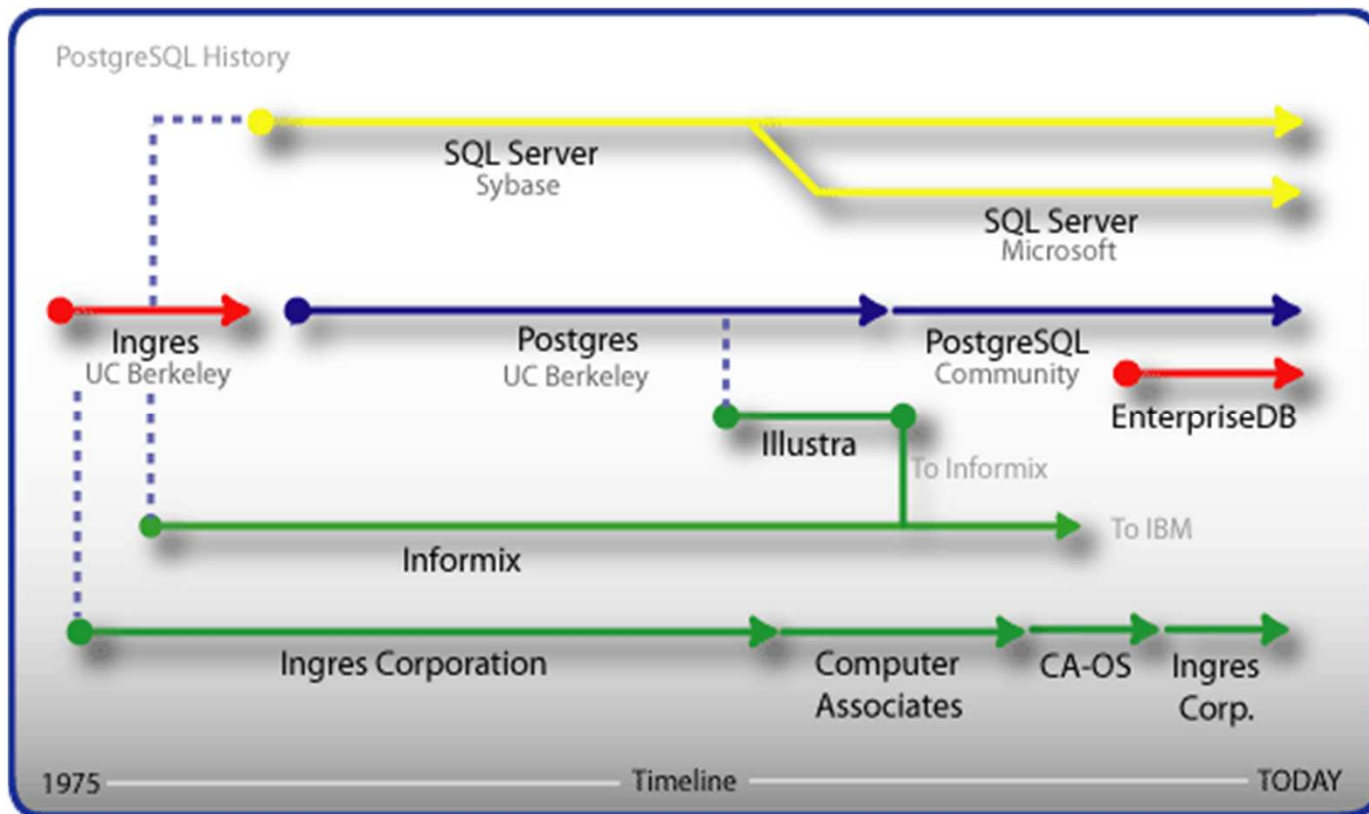 PostgreSQL History
SQL Server
Sybase
SQL Server
Microsoft
Ingres
UC Berkeley
Postgres
UC Berkeley
PostgreSQL
Community
EnterpriseDB
Illustra
To Informix
Informix
To IBM
Ingres Corporation
Computer
Associates
CA-OS
Ingres
Corp.
1975
Timeline
TODAY